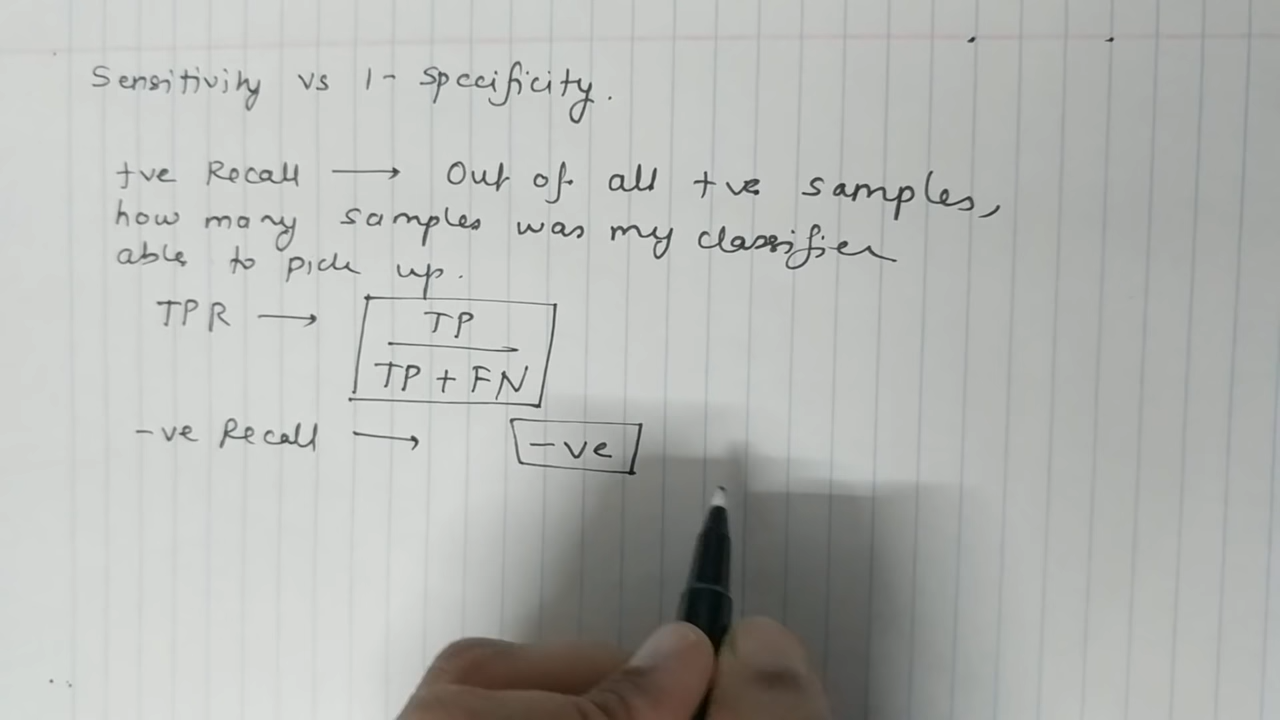 Sensitivity vs 1 - Specificity.
+ve Recall → Out of all +ve samples,
how many samples was my classifier
able to pick up.
TPR → TP
TP + FN
-ve Recall → -ve